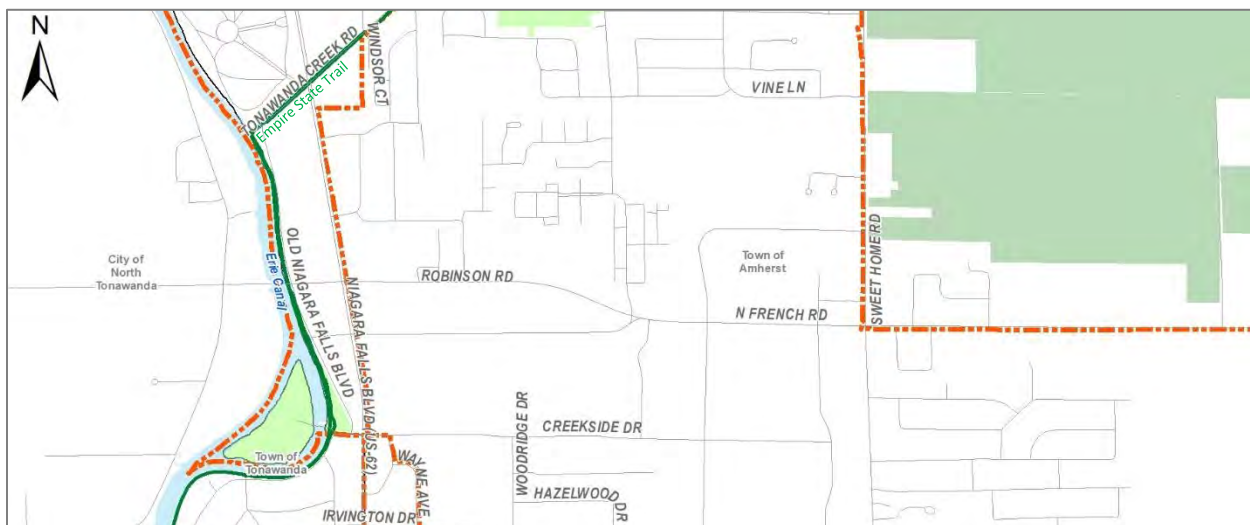 N
WINDSOR CT
TONAWANDA CREEK RD
Empire State Trail
VINE LN
OLD NIAGARA FALLS BLVD
City of
North
Tonawanda
Erie Canal
ROBINSON RD
Town of
Amherst
SWEET HOME RD
NIAGARA FALLS BLVD (US-62)
N FRENCH RD
WOODRIDGE DR
CREEKSIDE DR
Town of
Tonawanda
WAYNE AVE
HAZELWOOD DR
IRVINGTON DR